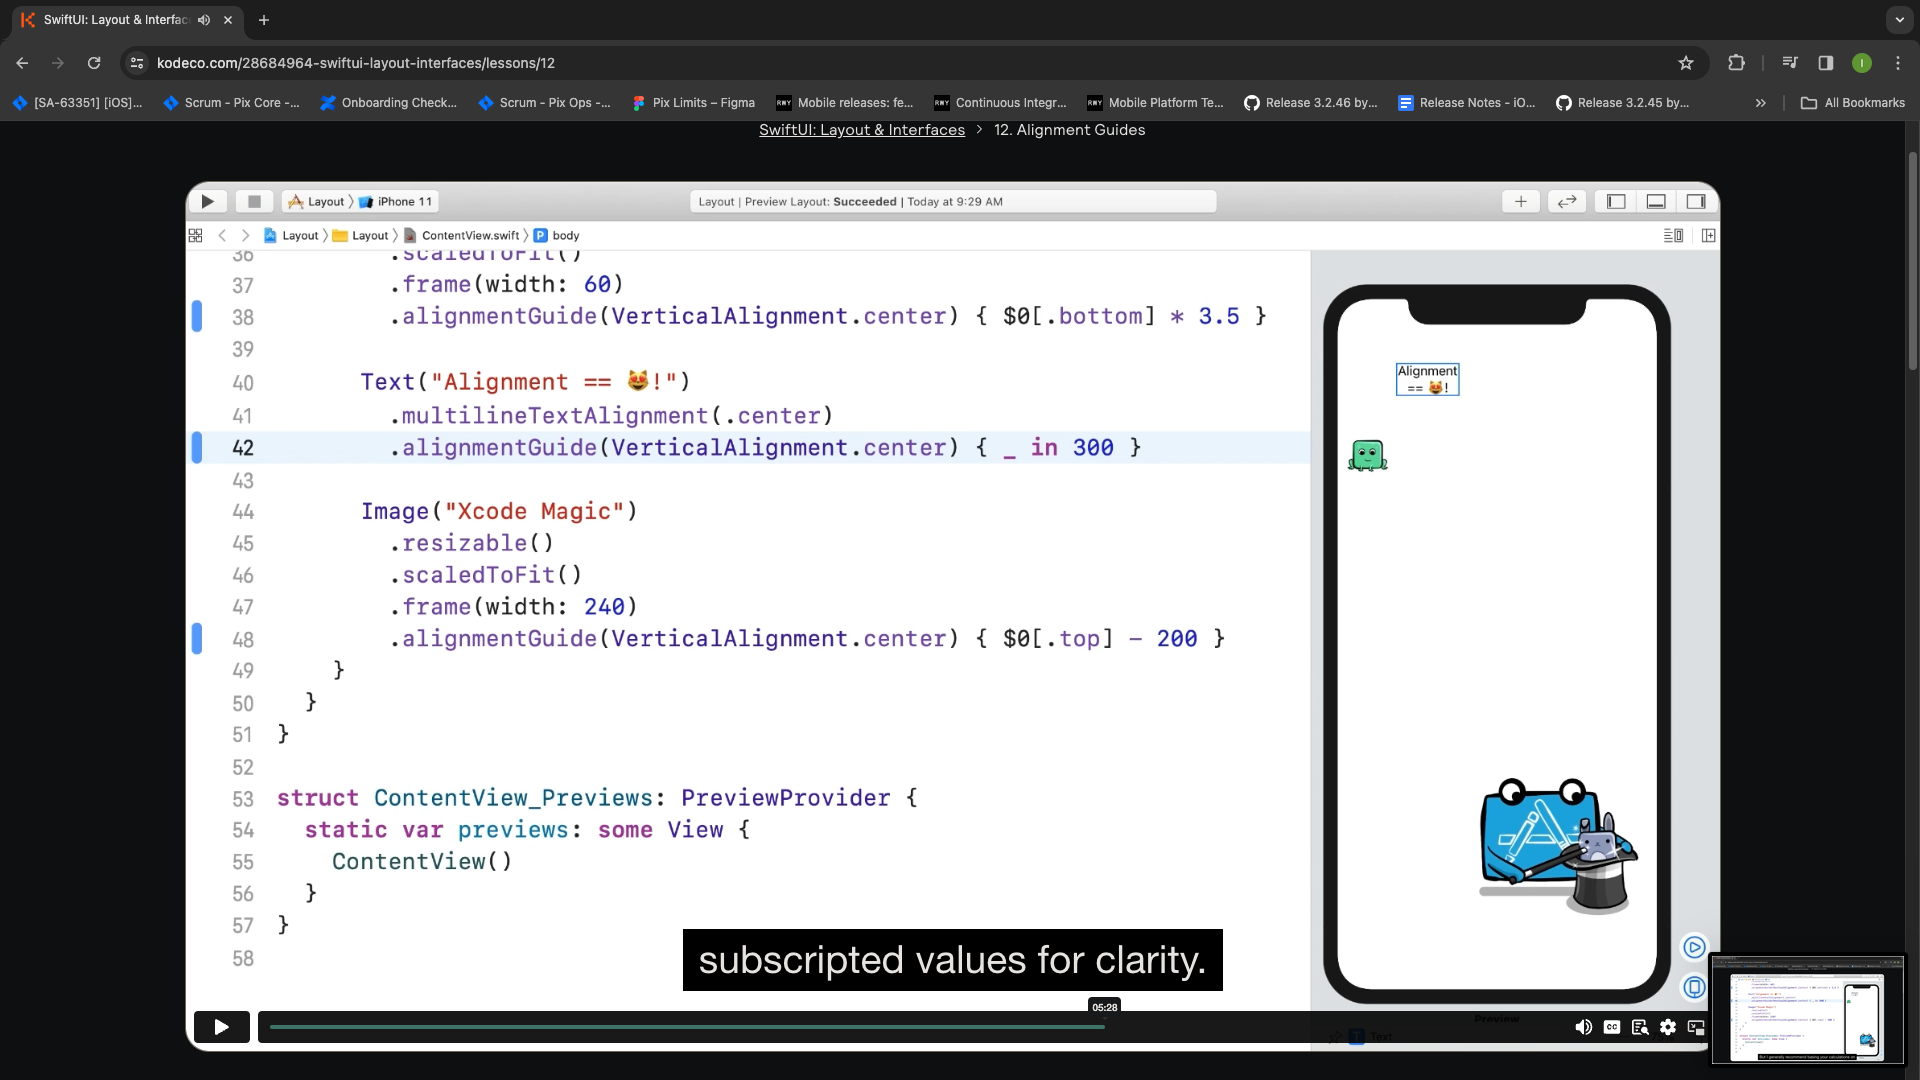 SwiftUI: Layout & Interfac
kodeco.com/28684964-swiftui-layout-interfaces/lessons/12
I
[SA-63351] [iOS]...
Scrum - Pix Core -...
Onboarding Check...
Scrum - Pix Ops -...
Pix Limits – Figma
RWY
Mobile releases: fe...
RWY
Continuous Integr...
RWY
Mobile Platform Te...
Release 3.2.46 by...
Release Notes - iO...
Release 3.2.45 by...
»
All Bookmarks
SwiftUI: Layout & Interfaces > 12. Alignment Guides
Layout 〉 iPhone 11
Layout | Preview Layout: Succeeded | Today at 9:29 AM
Layout 〉 Layout 〉 ContentView.swift 〉 P body
36 .scaledToFit()
37 .frame(width: 60)
38 .alignmentGuide(VerticalAlignment.center) { $0[.bottom] * 3.5 }
39
40 Text("Alignment == 😻!")
41 .multilineTextAlignment(.center)
42 .alignmentGuide(VerticalAlignment.center) { _ in 300 }
43
44 Image("Xcode Magic")
45 .resizable()
46 .scaledToFit()
47 .frame(width: 240)
48 .alignmentGuide(VerticalAlignment.center) { $0[.top] - 200 }
49 }
50 }
51 }
52
53 struct ContentView_Previews: PreviewProvider {
54 static var previews: some View {
55 ContentView()
56 }
57 }
58
Alignment
== 😻!
subscripted values for clarity.
05:28
CC
Preview
Text